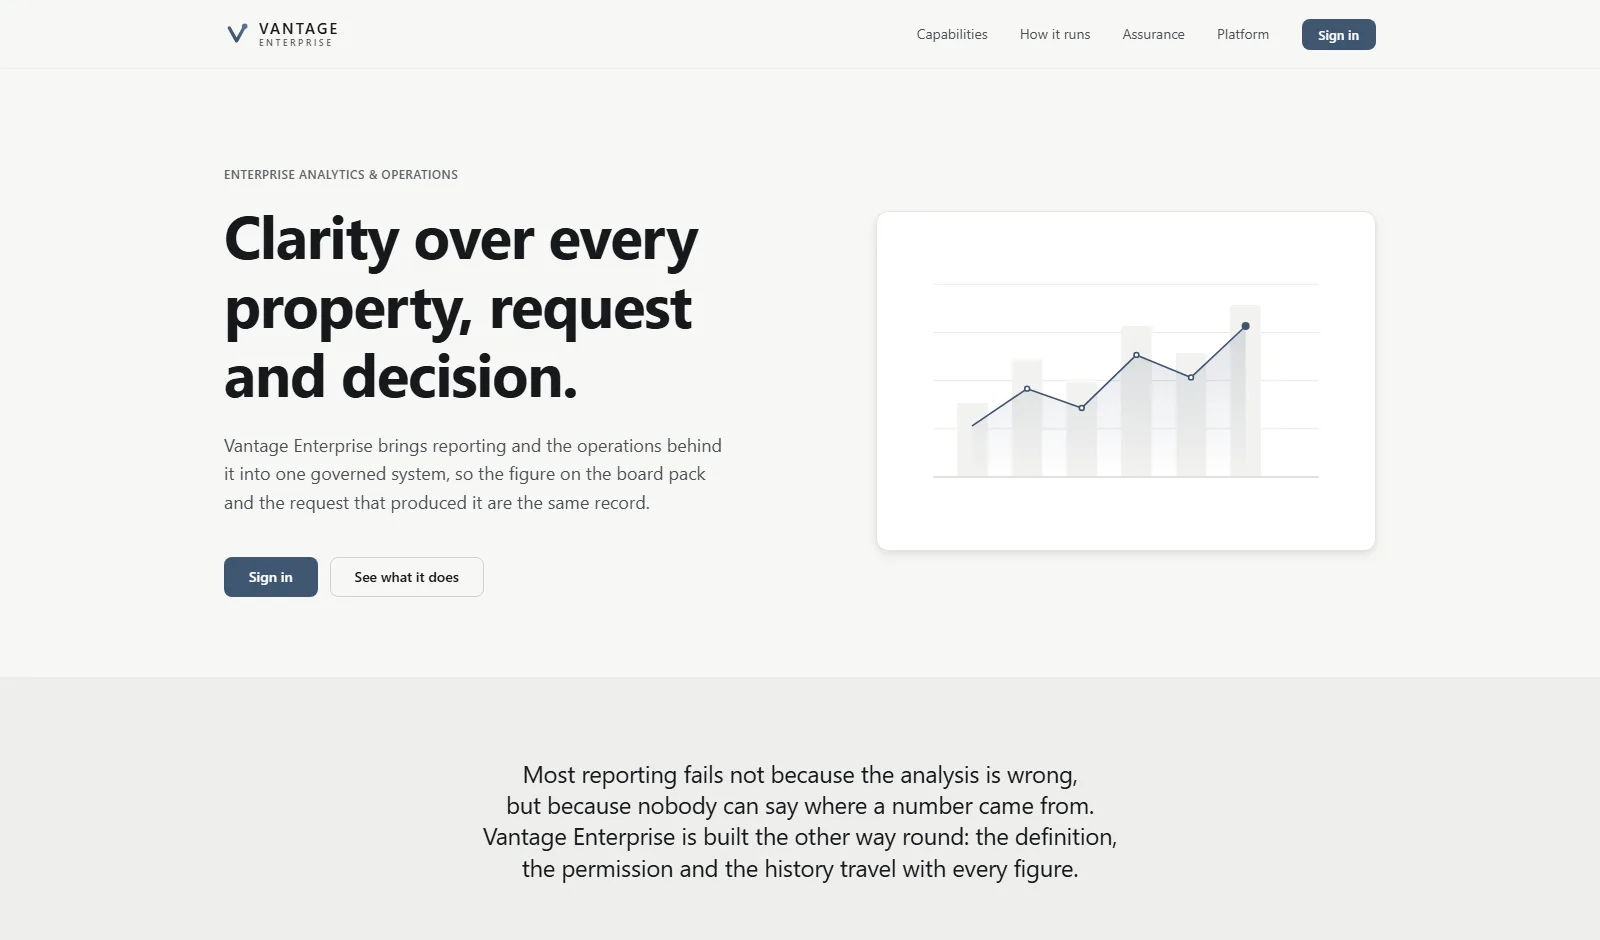 VANTAGE
ENTERPRISE
Capabilities
How it runs
Assurance
Platform
Sign in
ENTERPRISE ANALYTICS & OPERATIONS
Clarity over every
property, request
and decision.
Vantage Enterprise brings reporting and the operations behind
it into one governed system, so the figure on the board pack
and the request that produced it are the same record.
Sign in
See what it does
Most reporting fails not because the analysis is wrong,
but because nobody can say where a number came from.
Vantage Enterprise is built the other way round: the definition,
the permission and the history travel with every figure.